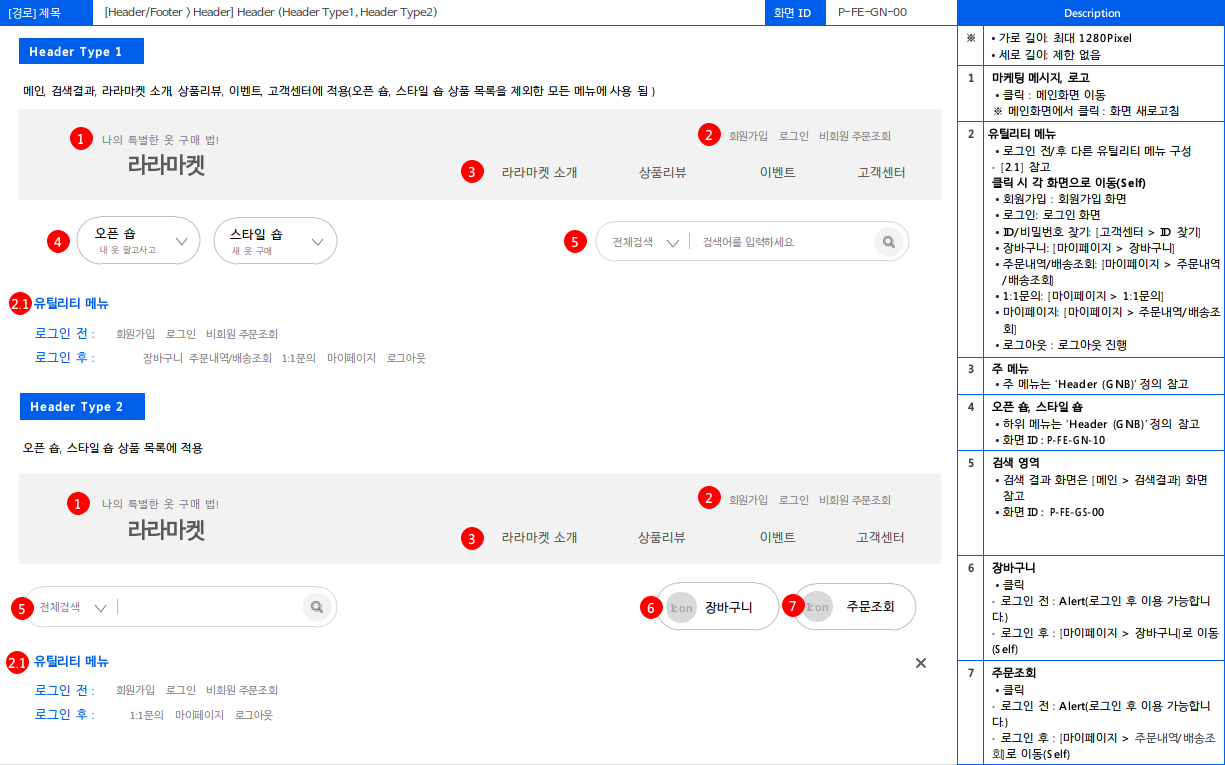 [경로] 제목
[Header/Footer > Header] Header (Header Type1, Header Type2)
화면 ID
P-FE-GN-00
Header Type 1
메인, 검색결과, 라라마켓 소개, 상품리뷰, 이벤트, 고객센터에 적용(오픈 숍, 스타일 숍 상품 목록을 제외한 모든 메뉴에 사용 됨 )
1
나의 특별한 옷 구매 법!
라라마켓
2
회원가입 로그인 비회원 주문조회
3
라라마켓 소개 상품리뷰 이벤트 고객센터
4
오픈 숍
새 옷 팔고사고
스타일 숍
새 옷 구매
5
전체검색
검색어를 입력하세요
2.1 유틸리티 메뉴
로그인 전 : 회원가입 로그인 비회원 주문조회
로그인 후 : 장바구니 주문내역/배송조회 1:1문의 마이페이지 로그아웃
Header Type 2
오픈 숍, 스타일 숍 상품 목록에 적용
1
나의 특별한 옷 구매 법!
라라마켓
2
회원가입 로그인 비회원 주문조회
3
라라마켓 소개 상품리뷰 이벤트 고객센터
5
전체검색
6
Icon
장바구니
7
Icon
주문조회
2.1 유틸리티 메뉴
로그인 전 : 회원가입 로그인 비회원 주문조회
로그인 후 : 1:1문의 마이페이지 로그아웃
Description
※
• 가로 길이: 최대 1280Pixel
• 세로 길이: 제한 없음
1
마케팅 메시지, 로고
• 클릭 : 메인화면 이동
※ 메인화면에서 클릭 : 화면 새로고침
2
유틸리티 메뉴
• 로그인 전/후 다른 유틸리티 메뉴 구성
- [2.1] 참고
클릭 시 각 화면으로 이동(Self)
• 회원가입 : 회원가입 화면
• 로그인: 로그인 화면
• ID/비밀번호 찾기: [고객센터 > ID 찾기]
• 장바구니: [마이페이지 > 장바구니]
• 주문내역/배송조회: [마이페이지 > 주문내역
/배송조회]
• 1:1문의: [마이페이지 > 1:1문의]
• 마이페이지: [마이페이지 > 주문내역/배송조
회]
• 로그아웃 : 로그아웃 진행
3
주 메뉴
• 주 메뉴는 'Header (GNB)' 정의 참고
4
오픈 숍, 스타일 숍
• 하위 메뉴는 'Header (GNB)' 정의 참고
• 화면 ID : P-FE-GN-10
5
검색 영역
• 검색 결과 화면은 [메인 > 검색결과] 화면
참고
• 화면 ID : P-FE-GS-00
6
장바구니
• 클릭
- 로그인 전 : Alert(로그인 후 이용 가능합니
다.)
- 로그인 후 : [마이페이지 > 장바구니]로 이동
(Self)
7
주문조회
• 클릭
- 로그인 전 : Alert(로그인 후 이용 가능합니
다.)
- 로그인 후 : [마이페이지 > 주문내역/배송조
회]로 이동(Self)